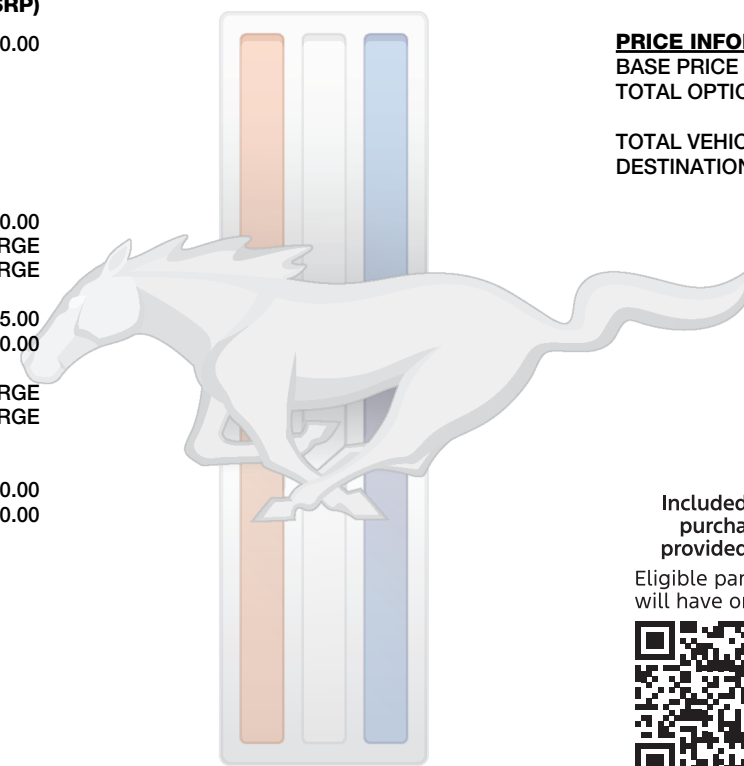 SRP)
0.00
0.00
RGE
RGE
5.00
0.00
RGE
RGE
0.00
0.00
PRICE INFO
BASE PRICE
TOTAL OPTIO
TOTAL VEHIC
DESTINATION
Included
purcha
provided
Eligible par
will have o